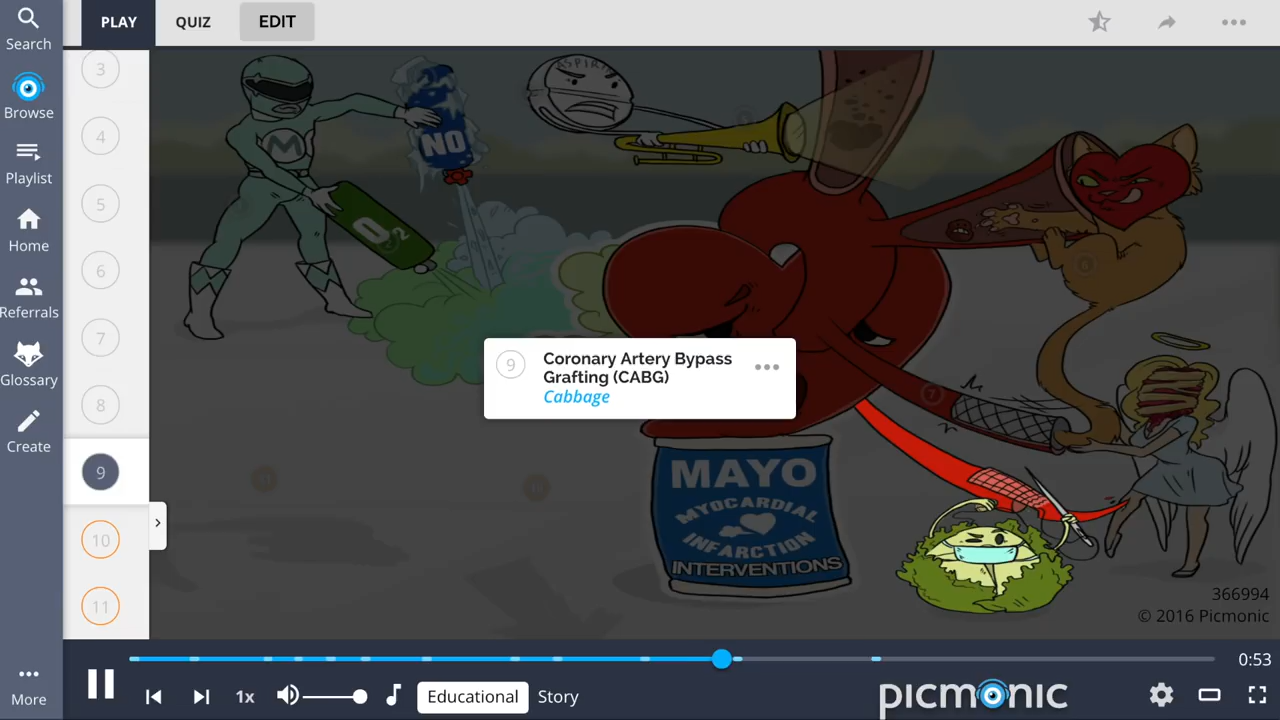 Search
Browse
Playlist
Home
Referrals
Glossary
Create
More
PLAY
QUIZ
EDIT
3
4
5
6
7
8
9
10
11
M
NO
O2
ASPIRIN
9
Coronary Artery Bypass
Grafting (CABG)
Cabbage
7
MAYO
MYOCARDIAL
INFARCTION
INTERVENTIONS
366994
© 2016 Picmonic
0:53
1x
Educational
Story
picmonic